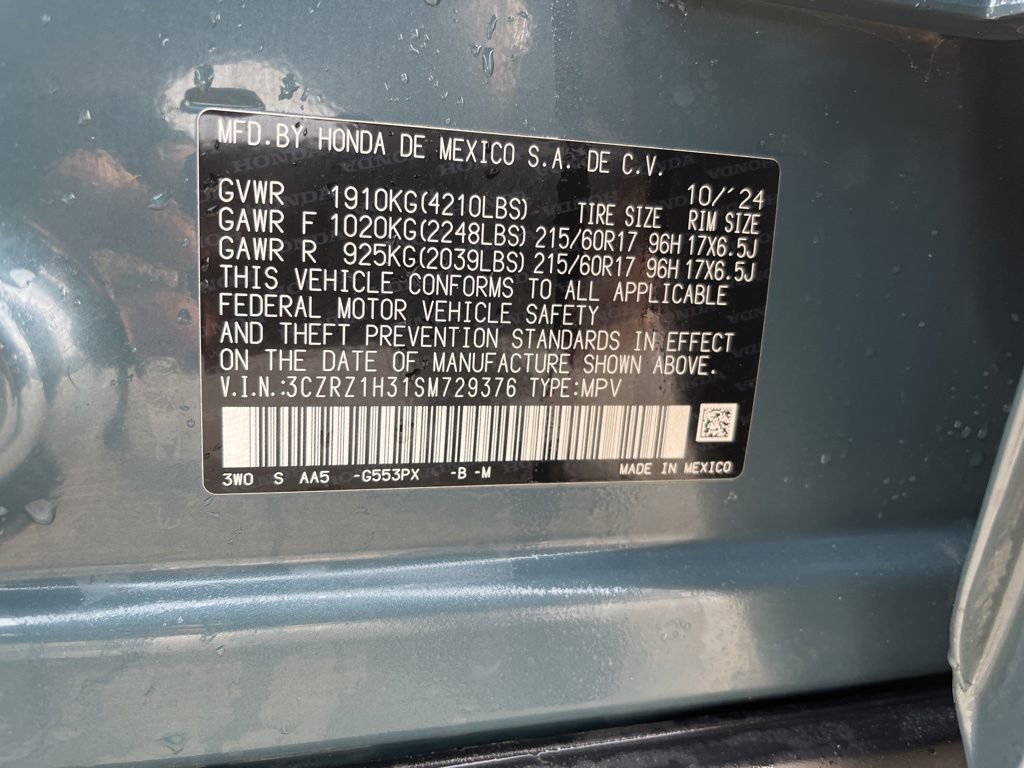 MFD.BY HONDA DE MEXICO S.A. DE C.V.
GVWR 1910KG(4210LBS) TIRE SIZE 10/'24 RIM SIZE
GAWR F 1020KG(2248LBS) 215/60R17 96H 17X6.5J
GAWR R 925KG(2039LBS) 215/60R17 96H 17X6.5J
THIS VEHICLE CONFORMS TO ALL APPLICABLE
FEDERAL MOTOR VEHICLE SAFETY
AND THEFT PREVENTION STANDARDS IN EFFECT
ON THE DATE OF MANUFACTURE SHOWN ABOVE.
V.I.N.:3CZRZ1H31SM729376 TYPE:MPV
3WO S AA5 -G553PX -B -M MADE IN MEXICO